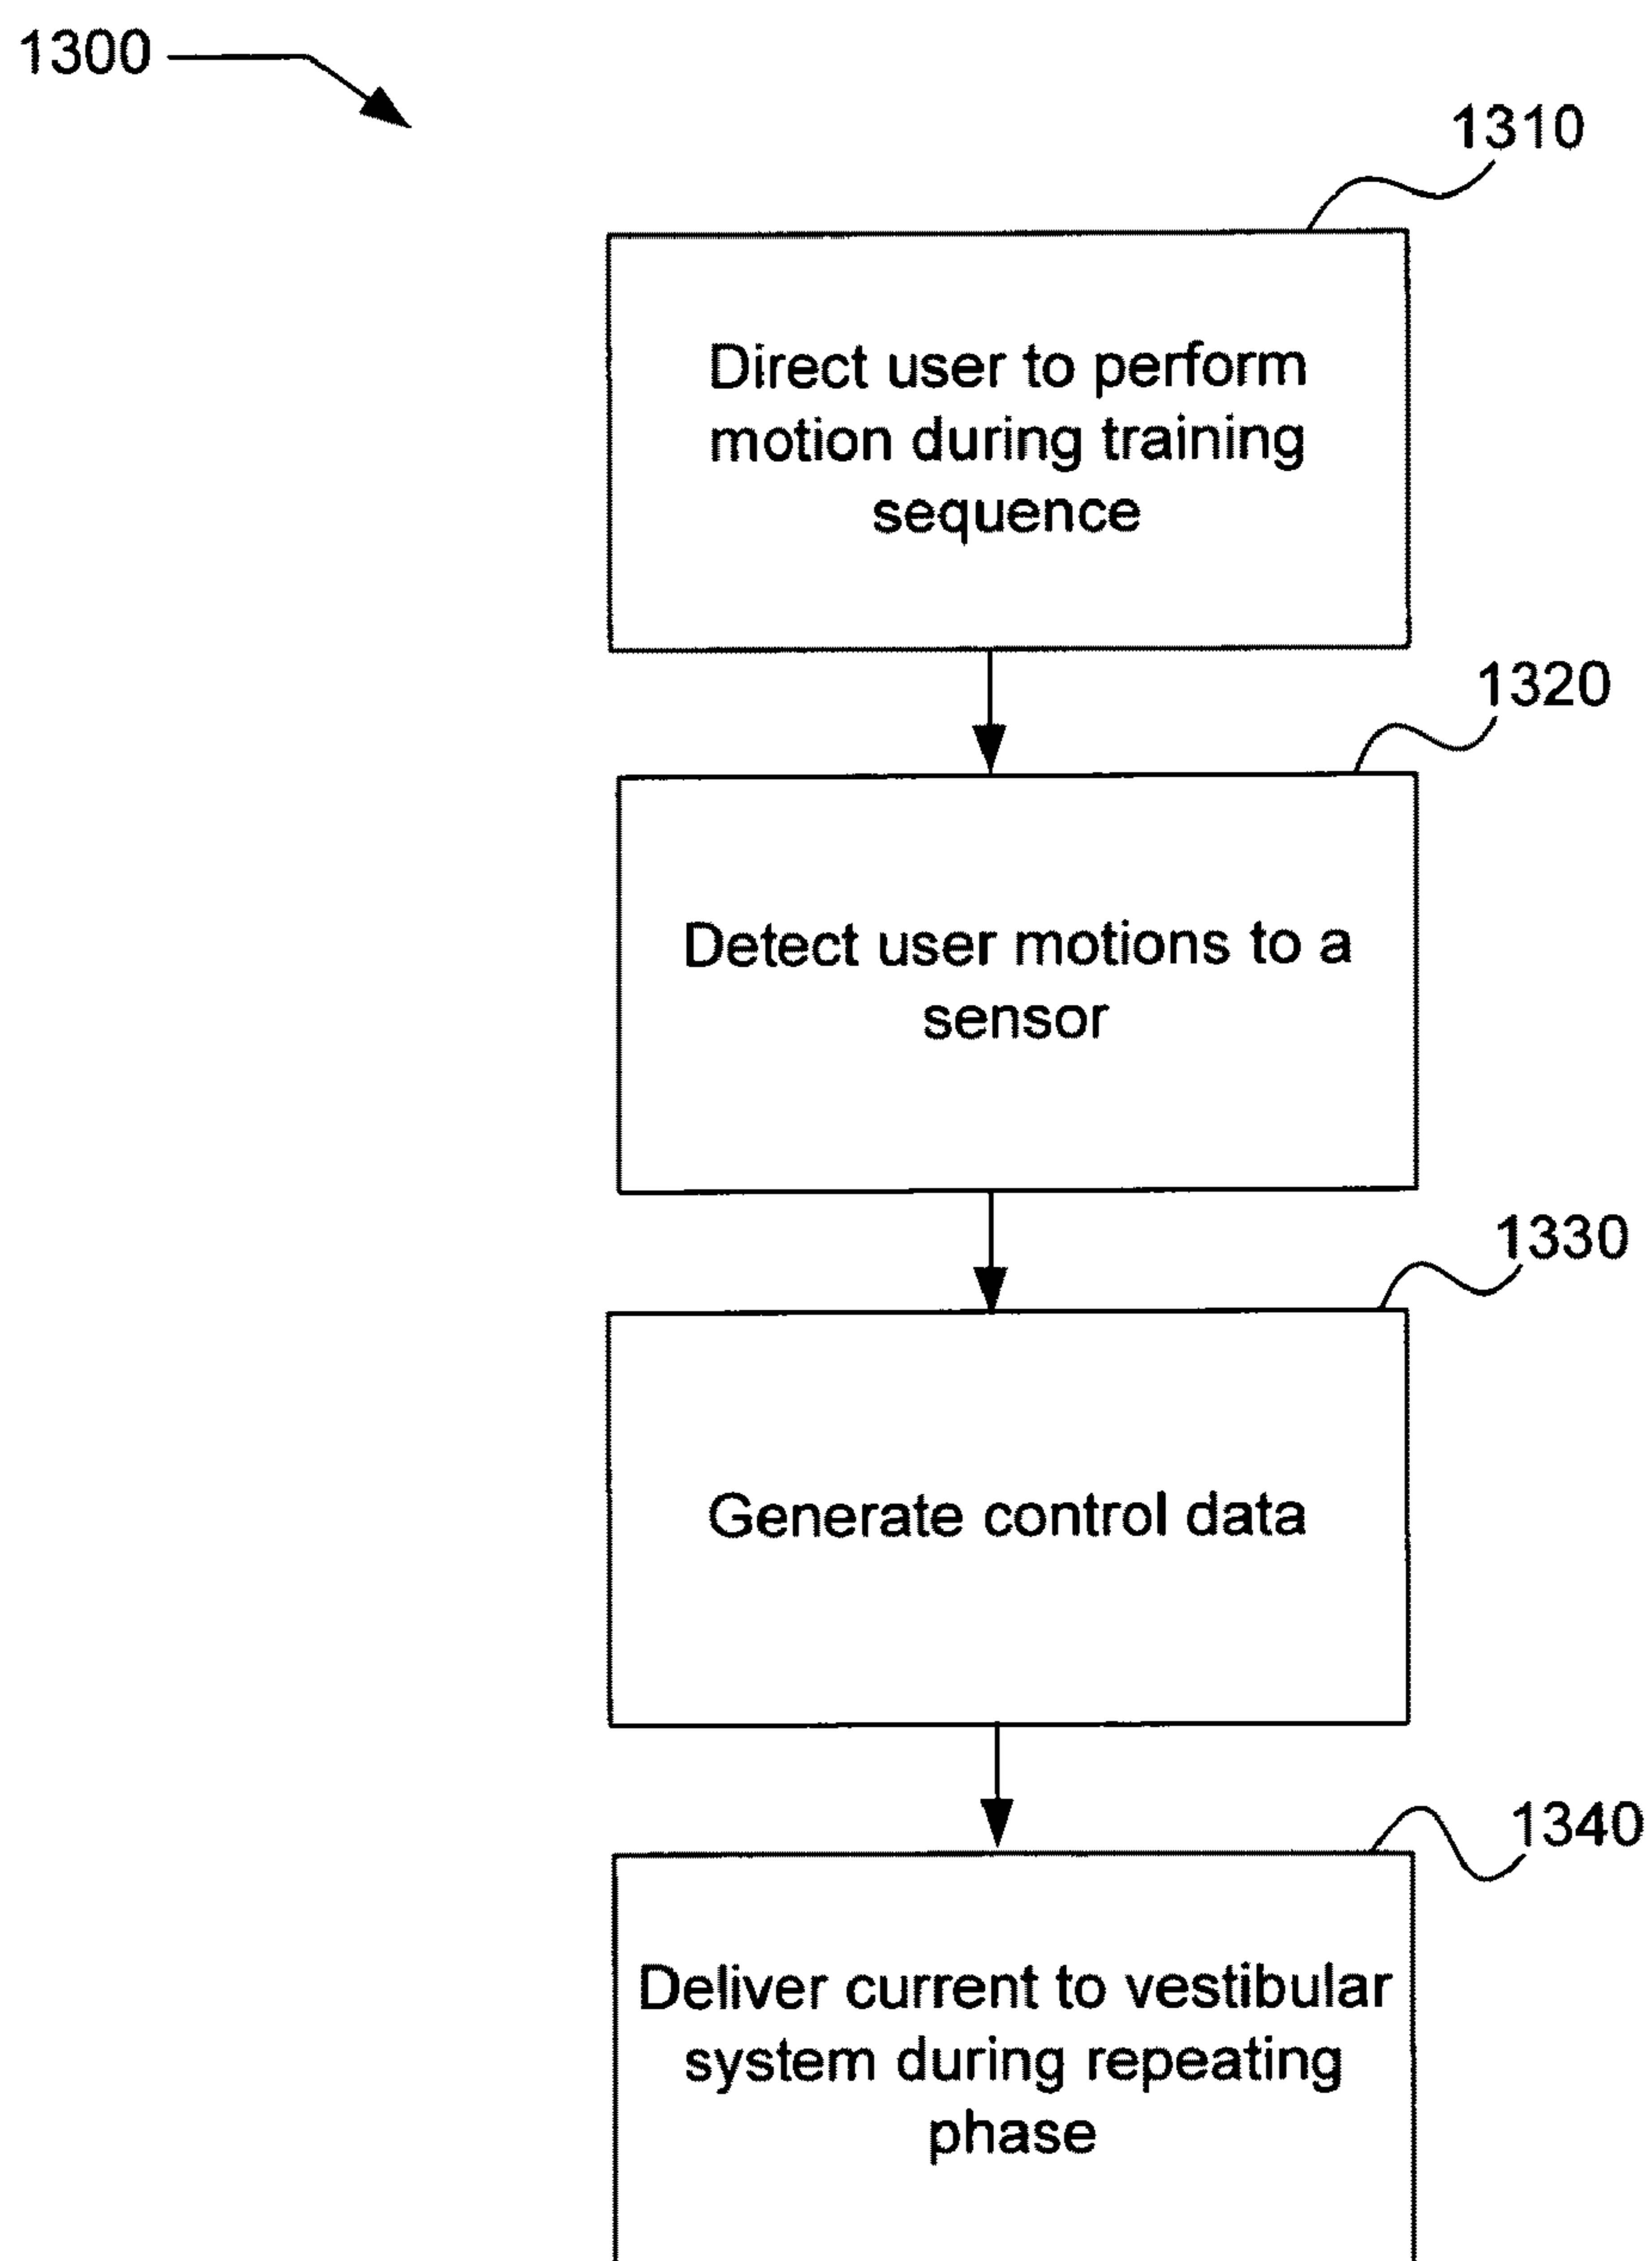 1300
1310
Direct user to perform
motion during training
sequence
1320
Detect user motions to a
sensor
1330
Generate control data
1340
Deliver current to vestibular
system during repeating
phase